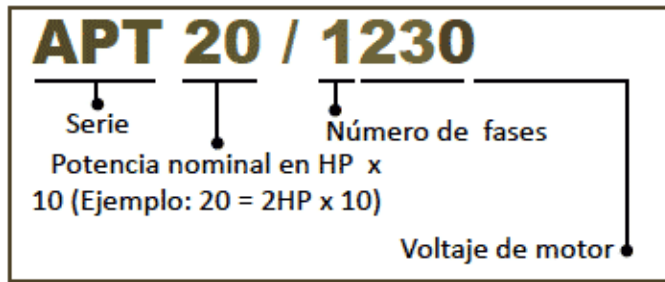 APT 20 / 1230
Serie
Número de fases
Potencia nominal en HP x
10 (Ejemplo: 20 = 2HP x 10)
Voltaje de motor